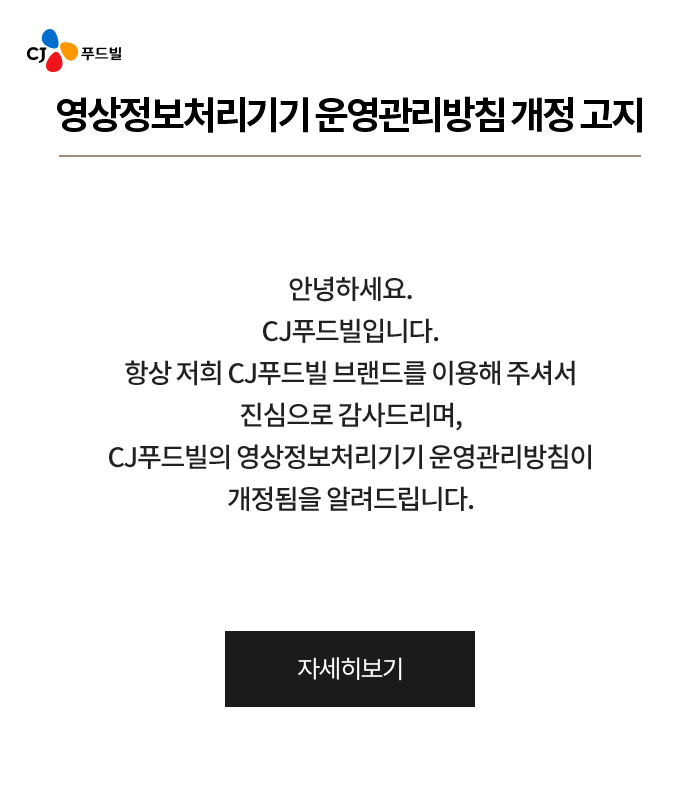 CJ 푸드빌
영상정보처리기기 운영관리방침 개정 고지
안녕하세요.
CJ푸드빌입니다.
항상 저희 CJ푸드빌 브랜드를 이용해 주셔서
진심으로 감사드리며,
CJ푸드빌의 영상정보처리기기 운영관리방침이
개정됨을 알려드립니다.
자세히보기